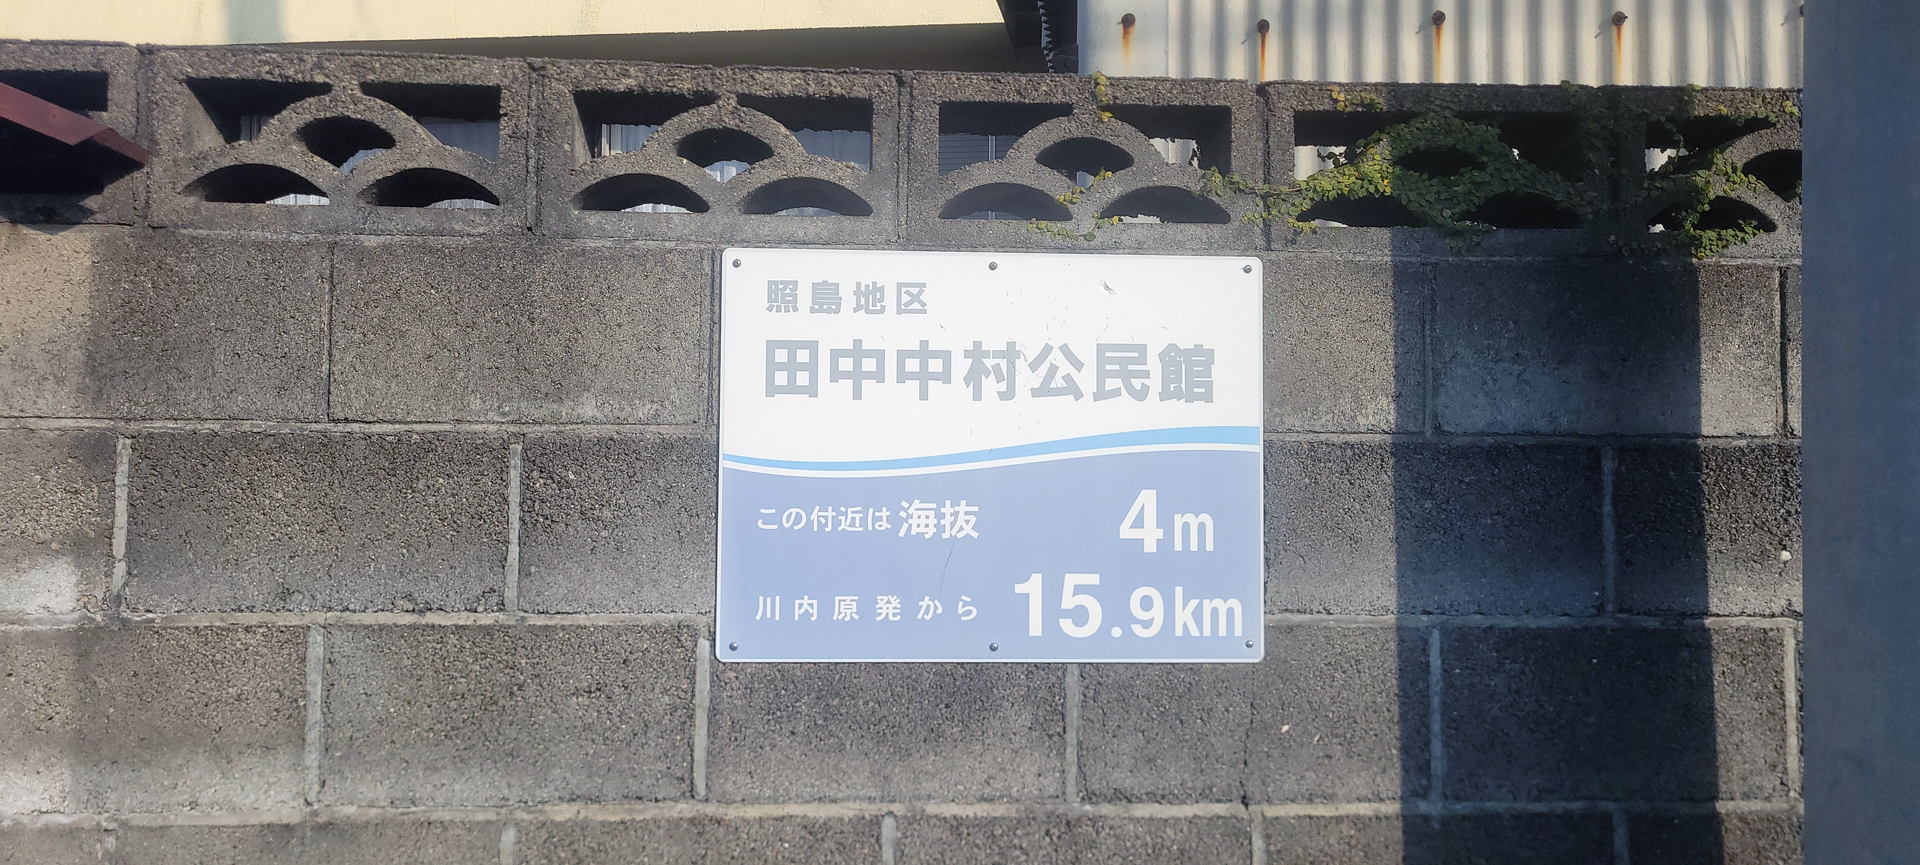 照島地区
田中中村公民館
この付近は海抜 4m
川内原発から 15.9km